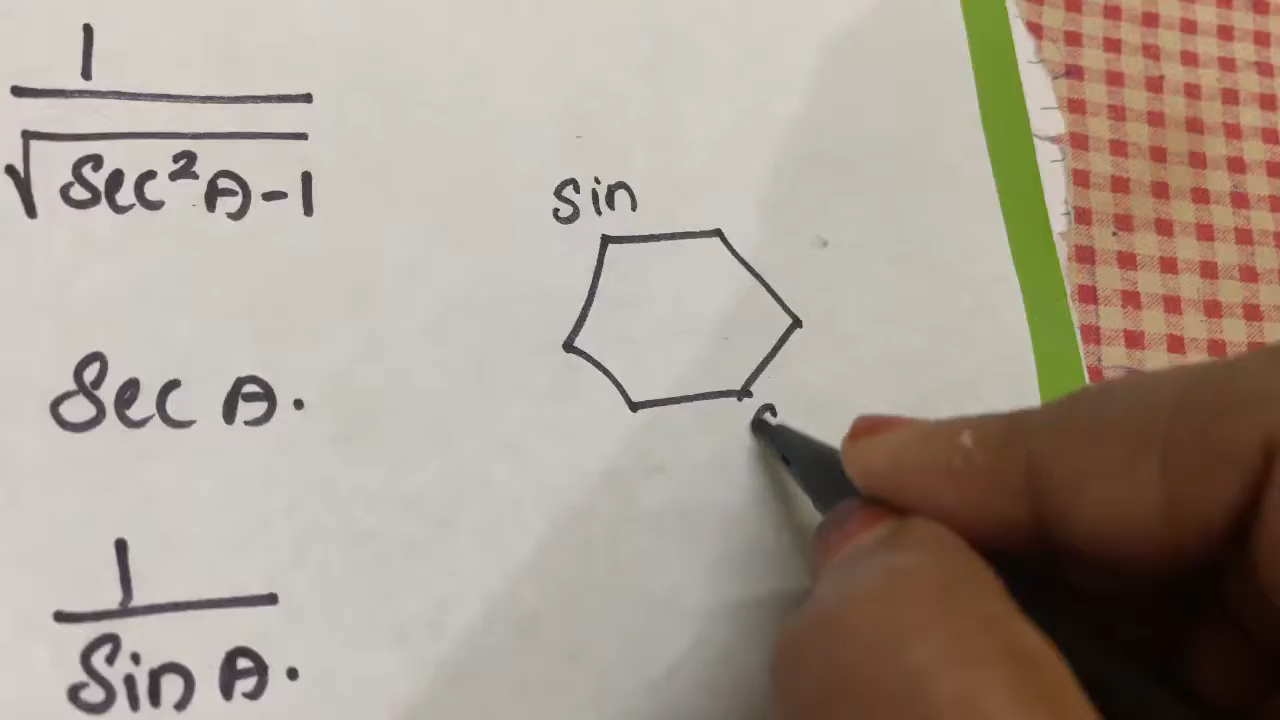 1
√Sec²A-1
Sin
Sec A.
1
Sin A.